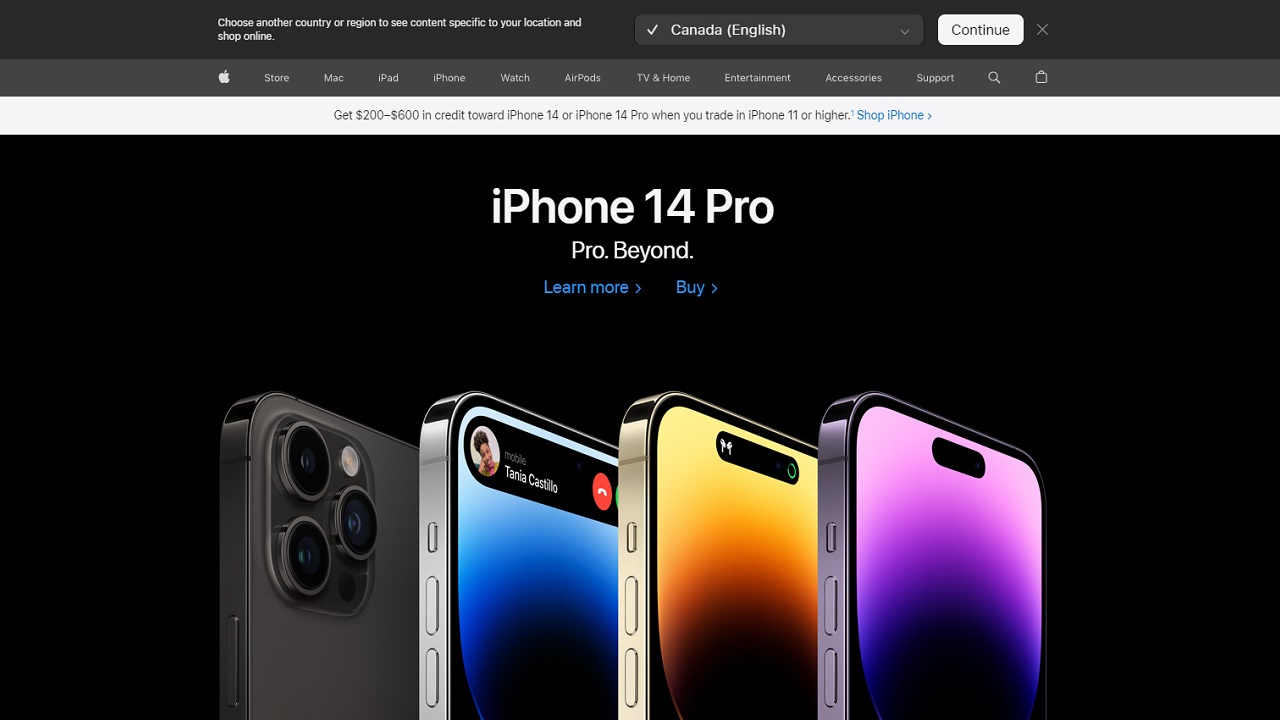 Choose another country or region to see content specific to your location and
shop online.
Canada (English)
Continue
Store Mac iPad iPhone Watch AirPods TV & Home Entertainment Accessories Support
Get $200–$600 in credit toward iPhone 14 or iPhone 14 Pro when you trade in iPhone 11 or higher.¹ Shop iPhone >
iPhone 14 Pro
Pro. Beyond.
Learn more > Buy >
mobile
Tania Castillo